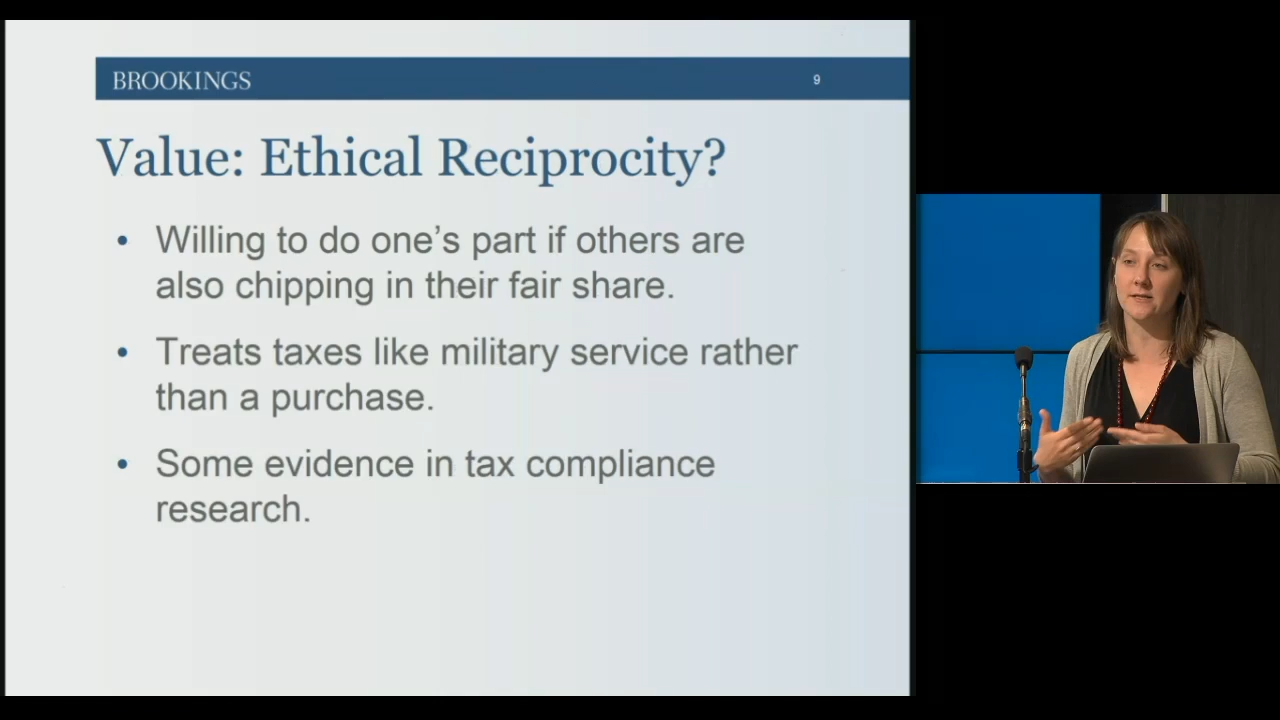 BROOKINGS
9
Value: Ethical Reciprocity?
• Willing to do one's part if others are
also chipping in their fair share.
• Treats taxes like military service rather
than a purchase.
• Some evidence in tax compliance
research.